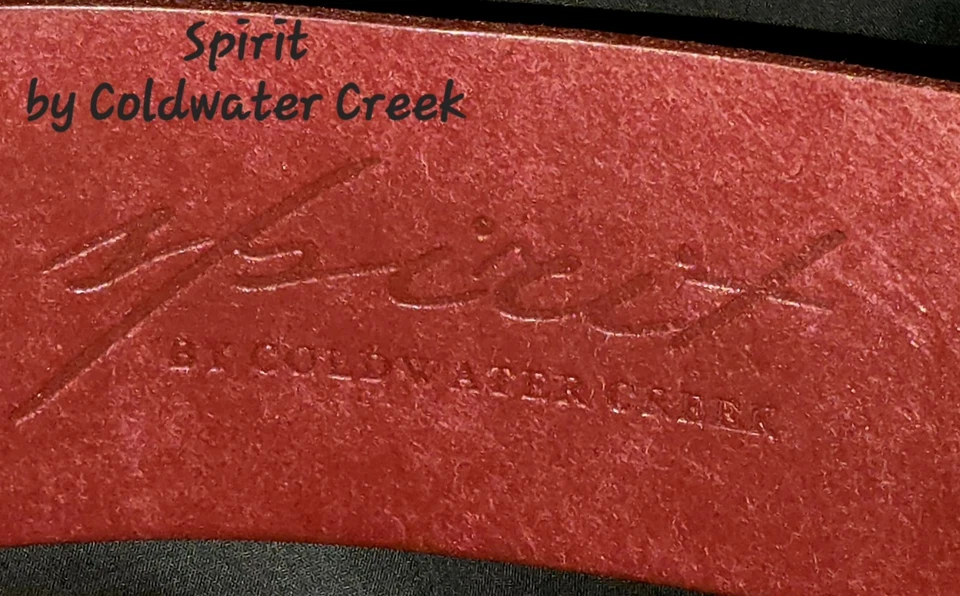 Spirit
by Coldwater Creek
spirit
BY COLDWATER CREEK